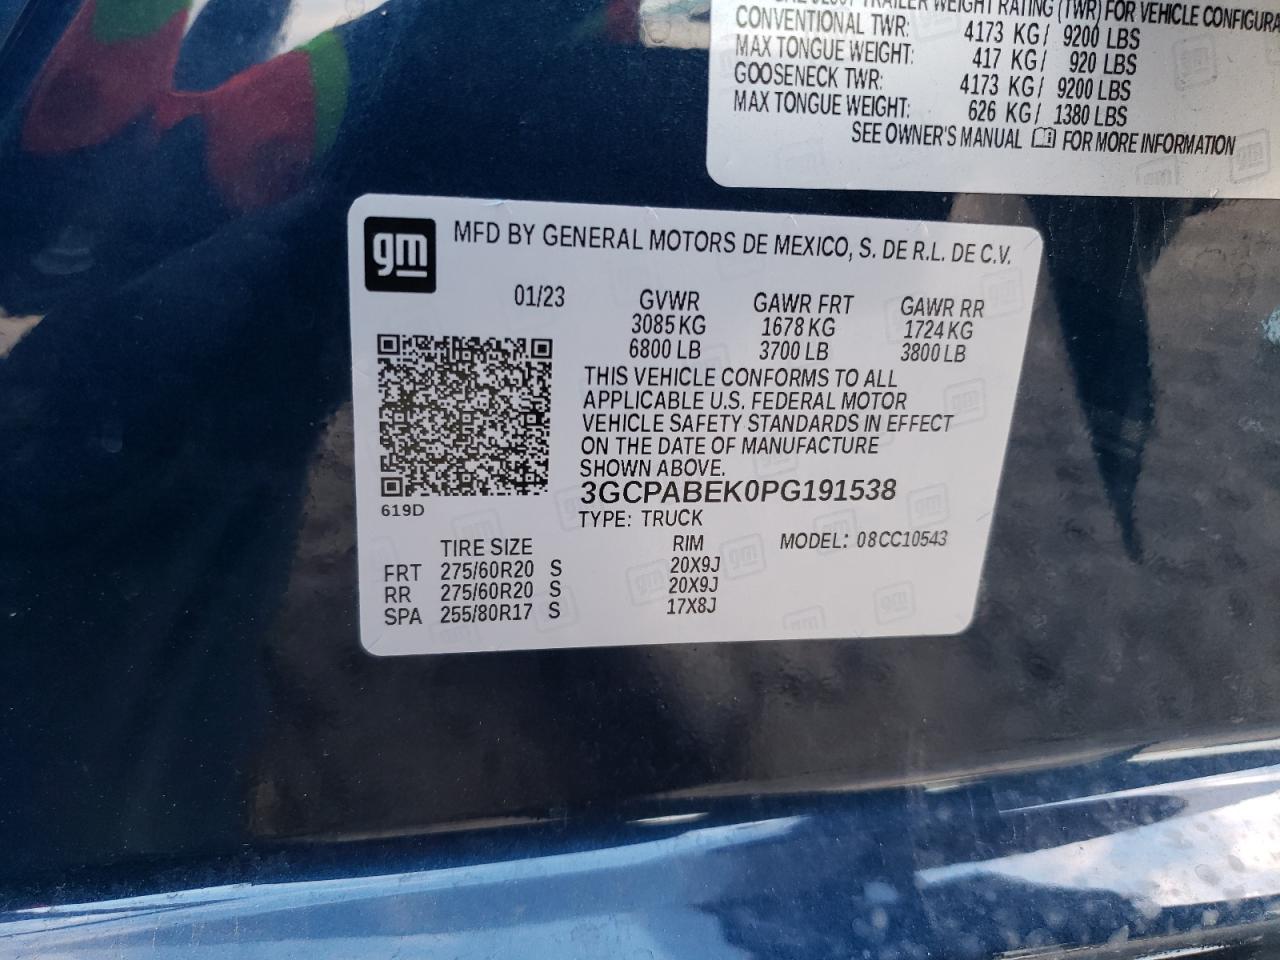 TRAILER WEIGHT RATING (TWR) FOR VEHICLE
CONVENTIONAL TWR: 4173 KG/ 9200 LBS
MAX TONGUE WEIGHT: 417 KG/ 920 LBS
GOOSENECK TWR: 4173 KG/ 9200 LBS
MAX TONGUE WEIGHT: 626 KG/ 1380 LBS
SEE OWNER'S MANUAL FOR MORE INFORMATION
gm
MFD BY GENERAL MOTORS DE MEXICO, S. DE R.L. DE C.V.
01/23 GVWR GAWR FRT GAWR RR
3085 KG 1678 KG 1724 KG
6800 LB 3700 LB 3800 LB
THIS VEHICLE CONFORMS TO ALL
APPLICABLE U.S. FEDERAL MOTOR
VEHICLE SAFETY STANDARDS IN EFFECT
ON THE DATE OF MANUFACTURE
SHOWN ABOVE.
3GCPABEK0PG191538
619D
TYPE: TRUCK
TIRE SIZE RIM MODEL: 08CC10543
FRT 275/60R20 S 20X9J
RR 275/60R20 S 20X9J
SPA 255/80R17 S 17X8J